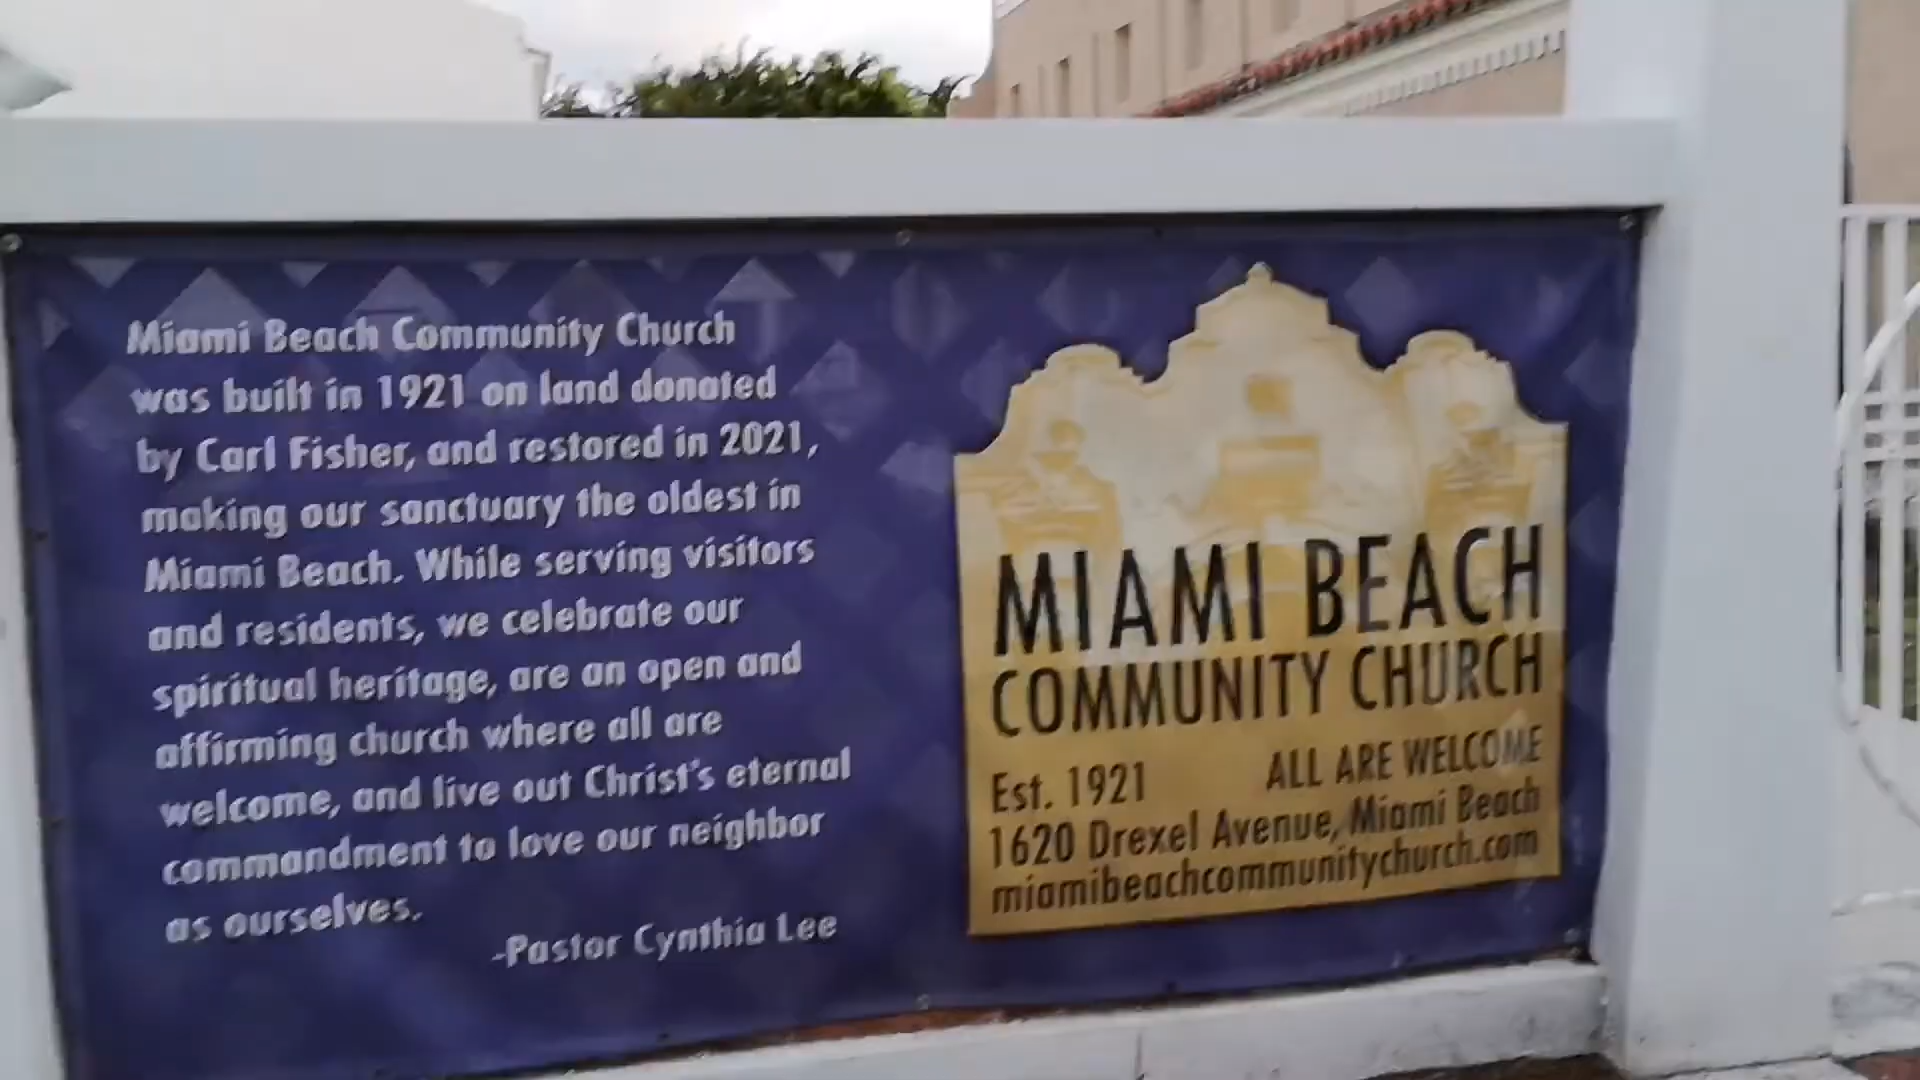 Miami Beach Community Church
was built in 1921 on land donated
by Carl Fisher, and restored in 2021,
making our sanctuary the oldest in
Miami Beach. While serving visitors
and residents, we celebrate our
spiritual heritage, are an open and
affirming church where all are
welcome, and live out Christ's eternal
commandment to love our neighbor
as ourselves.
-Pastor Cynthia Lee
MIAMI BEACH
COMMUNITY CHURCH
Est. 1921 ALL ARE WELCOME
1620 Drexel Avenue, Miami Beach
miamibeachcommunitychurch.com